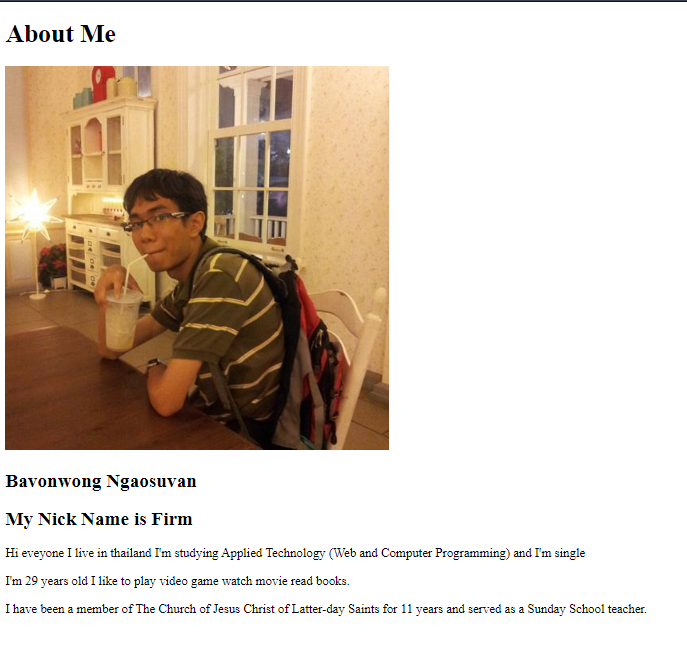 About Me
Bavonwong Ngaosuvan
My Nick Name is Firm
Hi eveyone I live in thailand I'm studying Applied Technology (Web and Computer Programming) and I'm single
I'm 29 years old I like to play video game watch movie read books.
I have been a member of The Church of Jesus Christ of Latter-day Saints for 11 years and served as a Sunday School teacher.